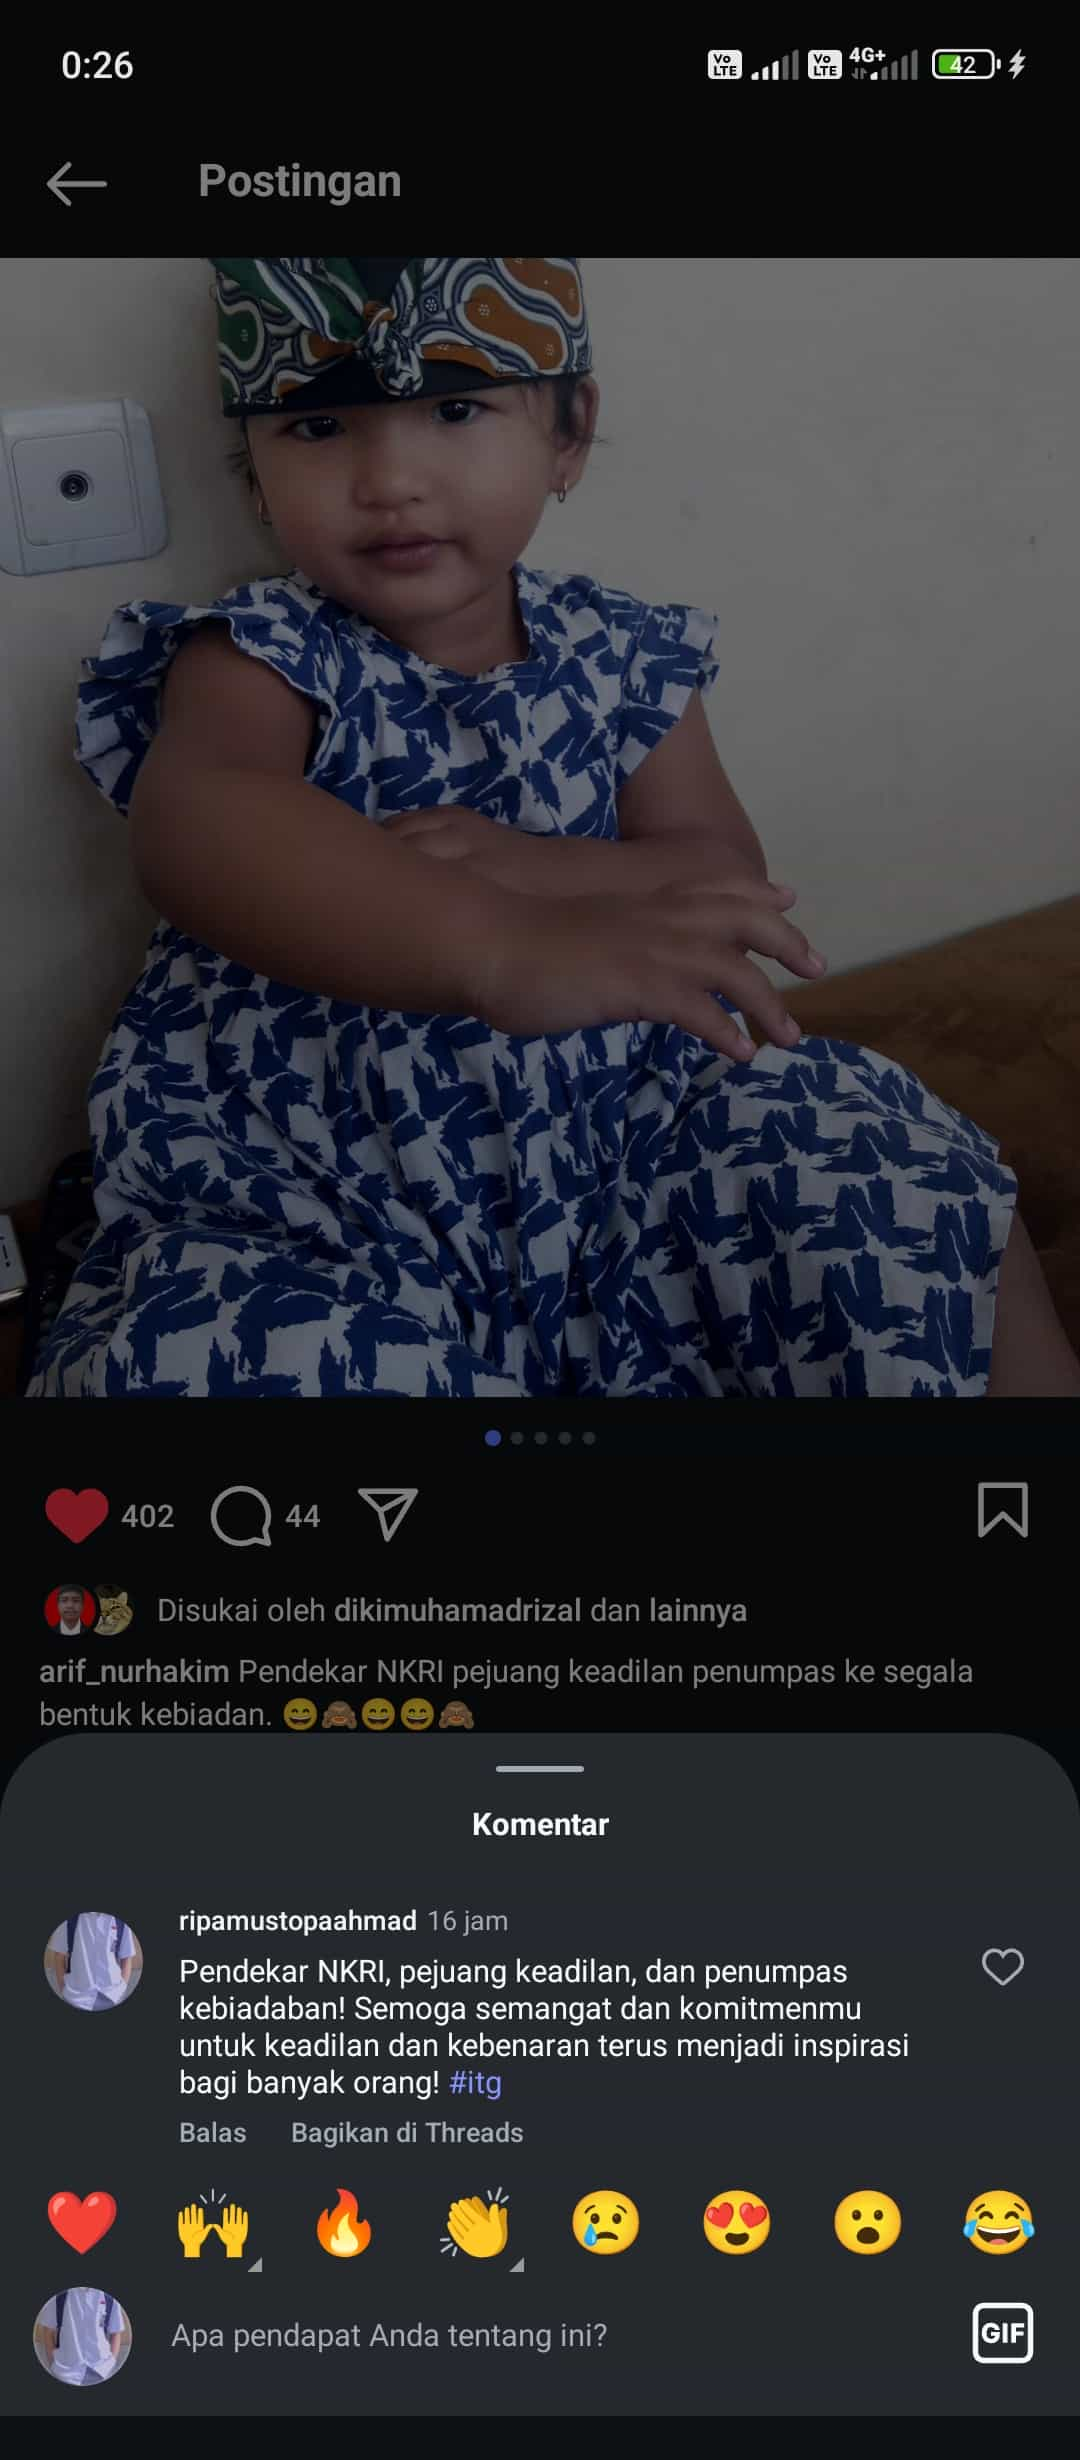 0:26
Vo LTE Vo LTE 4G+ 42
Postingan
402 44
Disukai oleh dikimuhamadrizal dan lainnya
arif_nurhakim Pendekar NKRI pejuang keadilan penumpas ke segala
bentuk kebiadan. 😄🙈😄😄🙈
Komentar
ripamustopaahmad 16 jam
Pendekar NKRI, pejuang keadilan, dan penumpas
kebiadaban! Semoga semangat dan komitmenmu
untuk keadilan dan kebenaran terus menjadi inspirasi
bagi banyak orang! #itg
Balas Bagikan di Threads
❤️ 🙌 🔥 👏 😢 😍 😮 😂
Apa pendapat Anda tentang ini? GIF